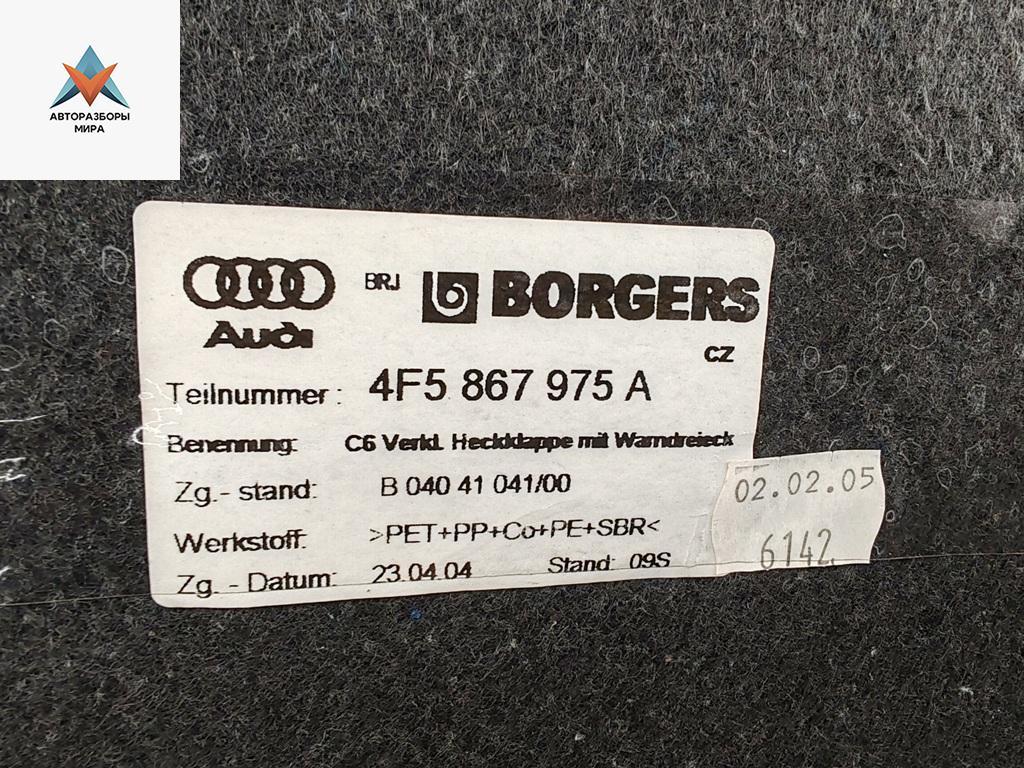 АВТОРАЗБОРЫ
МИРА
Audi
BRJ
BORGERS
CZ
Teilnummer: 4F5 867 975 A
Benennung: C6 Verkl. Heckklappe mit Warndreieck
Zg.- stand: B 040 41 041/00
Werkstoff: >PET+PP+Co+PE+SBR<
Zg. - Datum: 23.04.04 Stand: 09S
02.02.05
6142